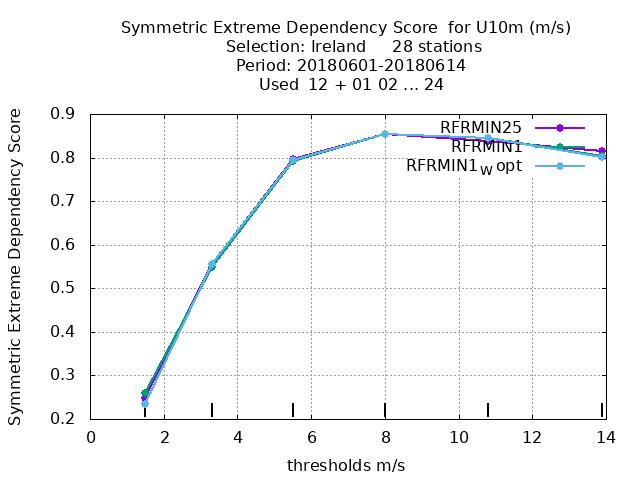 Symmetric Extreme Dependency Score  for U10m (m/s)
Selection: Ireland     28 stations
Period: 20180601-20180614
Used  12 + 01 02 ... 24
Symmetric Extreme Dependency Score
0.9
0.8
0.7
0.6
0.5
0.4
0.3
0.2
RFRMIN25
RFRMIN1
RFRMIN1W opt
0 2 4 6 8 10 12 14
thresholds m/s